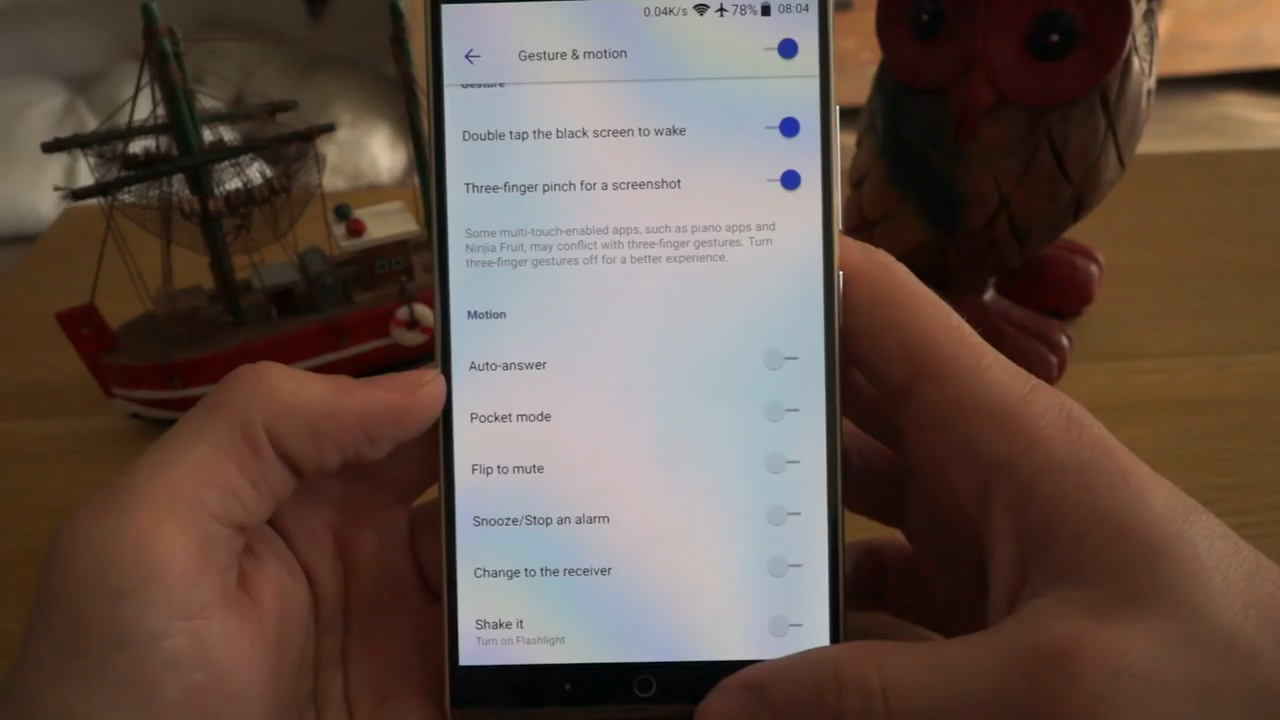 0.04K/s 78% 08:04
Gesture & motion
Gesture
Double tap the black screen to wake
Three-finger pinch for a screenshot
Some multi-touch-enabled apps, such as piano apps and
Ninjia Fruit, may conflict with three-finger gestures. Turn
three-finger gestures off for a better experience.
Motion
Auto-answer
Pocket mode
Flip to mute
Snooze/Stop an alarm
Change to the receiver
Shake it
Turn on Flashlight